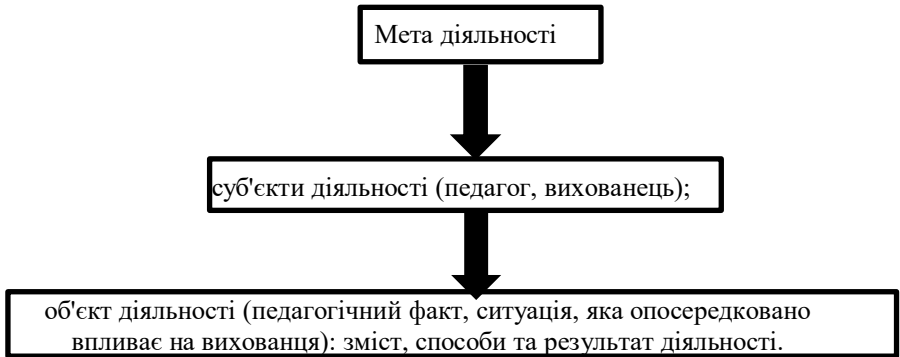 Мета діяльності
суб'єкти діяльності (педагог, вихованець);
об'єкт діяльності (педагогічний факт, ситуація, яка опосередковано
впливає на вихованця): зміст, способи та результат діяльності.